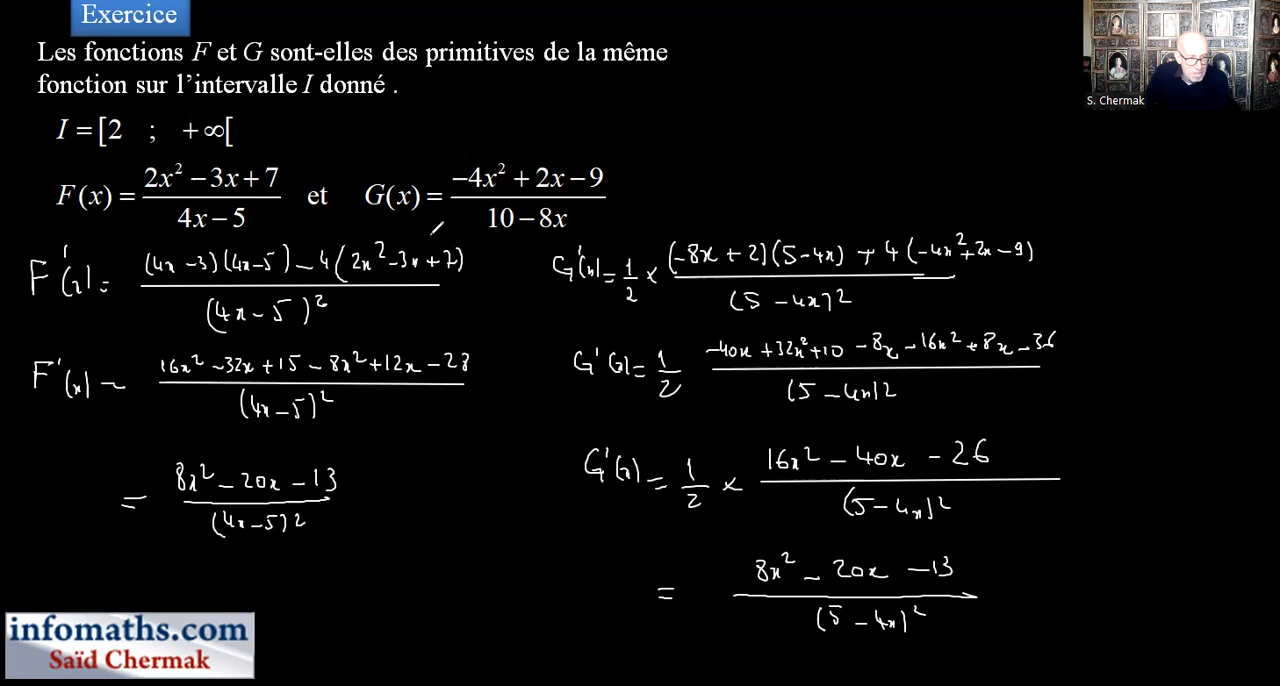 Exercice
Les fonctions F et G sont-elles des primitives de la même
fonction sur l'intervalle I donné .
I = [2 ; +∞[
F(x) = (2x² − 3x + 7)/(4x − 5) et G(x) = (−4x² + 2x − 9)/(10 − 8x)
F'(x) = ((4x − 3)(4x − 5) − 4(2x² − 3x + 7))/(4x − 5)²
F'(x) = (16x² − 32x + 15 − 8x² + 12x − 28)/(4x − 5)²
= (8x² − 20x − 13)/(4x − 5)²
G'(x) = 1/2 × ((−8x + 2)(5 − 4x) + 4(−4x² + 2x − 9))/(5 − 4x)²
G'(x) = 1/2 (−40x + 32x² + 10 − 8x − 16x² + 8x − 36)/(5 − 4x)²
G'(x) = 1/2 × (16x² − 40x − 26)/(5 − 4x)²
= (8x² − 20x − 13)/(5 − 4x)²
S. Chermak
infomaths.com
Saïd Chermak